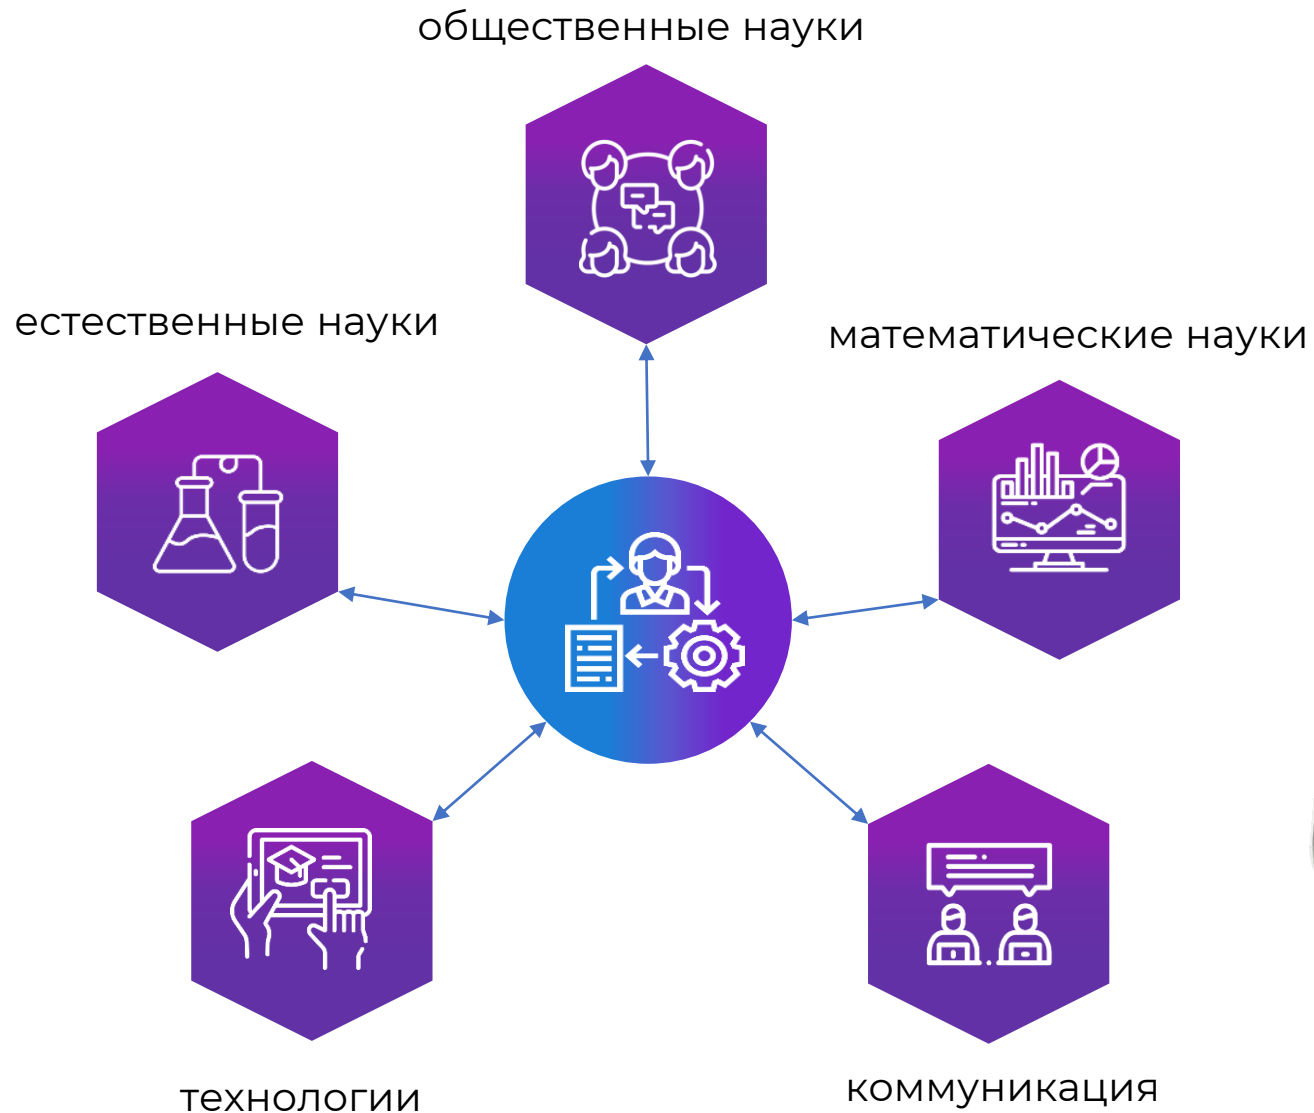 общественные науки
естественные науки
математические науки
технологии
коммуникация